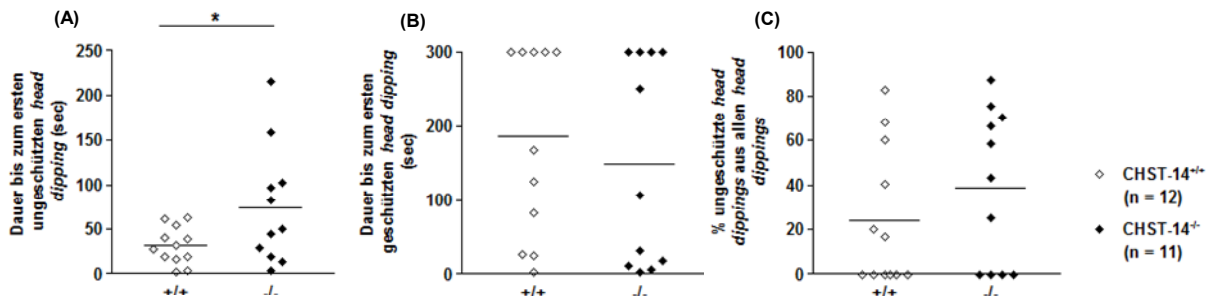 (A)
*
Dauer bis zum ersten
ungeschützten head
dipping (sec)
250
200
150
100
50
0
+/+
-/-
(B)
Dauer bis zum ersten
geschützten head dipping
(sec)
300
200
100
0
+/+
-/-
(C)
% ungeschützte head
dippings aus allen head
dippings
100
80
60
40
20
0
+/+
-/-
CHST-14+/+
(n = 12)
CHST-14-/-
(n = 11)